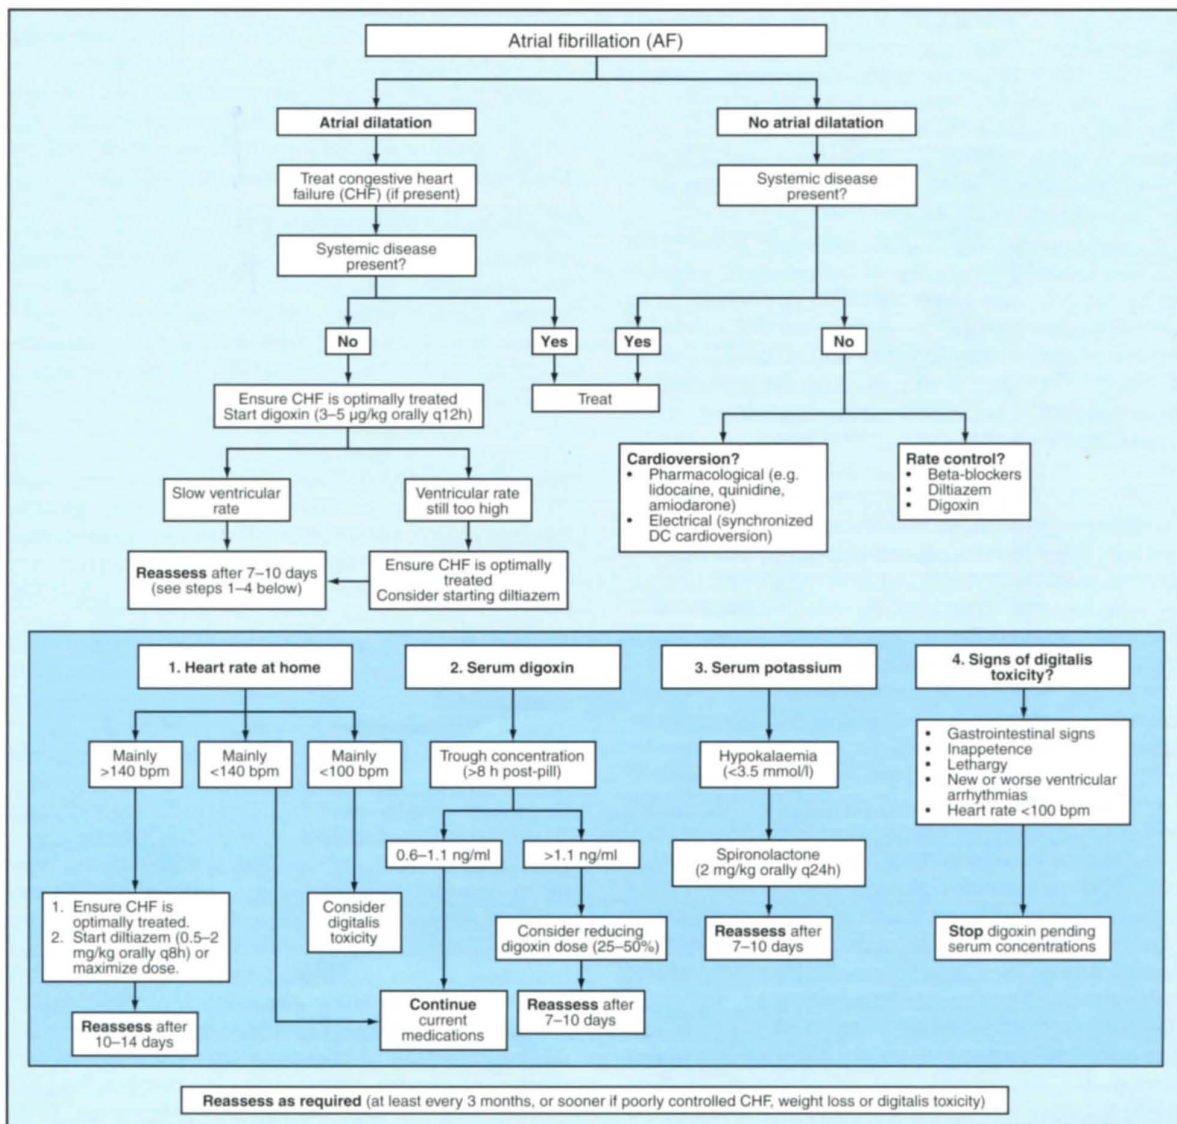 Atrial fibrillation (AF)
Atrial dilatation
No atrial dilatation
Treat congestive heart
failure (CHF) (if present)
Systemic disease
present?
Systemic disease
present?
No
Yes
Yes
No
Ensure CHF is optimally treated
Start digoxin (3–5 µg/kg orally q12h)
Treat
Slow ventricular
rate
Ventricular rate
still too high
Cardioversion?
• Pharmacological (e.g.
lidocaine, quinidine,
amiodarone)
• Electrical (synchronized
DC cardioversion)
Rate control?
• Beta-blockers
• Diltiazem
• Digoxin
Reassess after 7–10 days
(see steps 1–4 below)
Ensure CHF is optimally
treated
Consider starting diltiazem
1. Heart rate at home
2. Serum digoxin
3. Serum potassium
4. Signs of digitalis
toxicity?
Mainly
>140 bpm
Mainly
<140 bpm
Mainly
<100 bpm
Trough concentration
(>8 h post-pill)
Hypokalaemia
(<3.5 mmol/l)
• Gastrointestinal signs
• Inappetence
• Lethargy
• New or worse ventricular
arrhythmias
• Heart rate <100 bpm
0.6–1.1 ng/ml
>1.1 ng/ml
Spironolactone
(2 mg/kg orally q24h)
1. Ensure CHF is
optimally treated.
2. Start diltiazem (0.5–2
mg/kg orally q8h) or
maximize dose.
Consider
digitalis
toxicity
Consider reducing
digoxin dose (25–50%)
Reassess after
7–10 days
Stop digoxin pending
serum concentrations
Reassess after
10–14 days
Continue
current
medications
Reassess after
7–10 days
Reassess as required (at least every 3 months, or sooner if poorly controlled CHF, weight loss or digitalis toxicity)